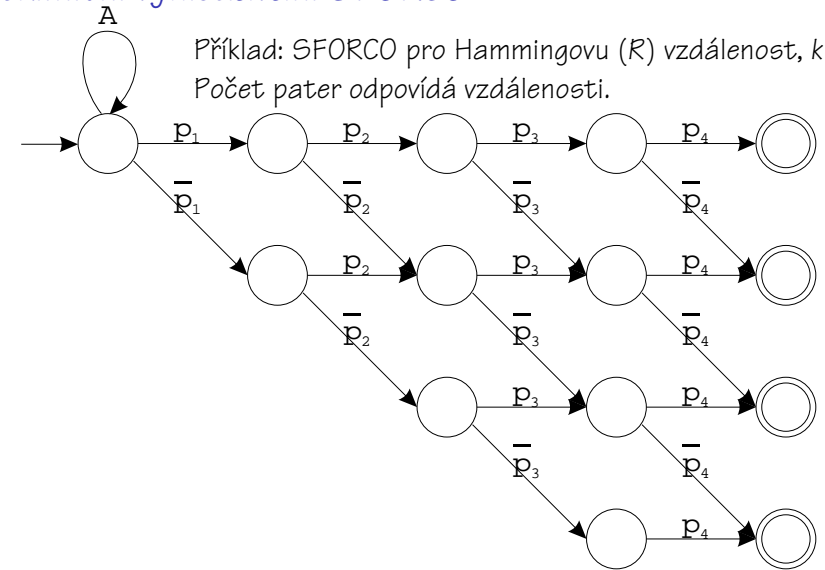 A
Příklad: SFORCO pro Hammingovu (R) vzdálenost, k
Počet pater odpovídá vzdálenosti.
p₁ p₂ p₃ p₄
p̅₁ p̅₂ p̅₃ p̅₄
p₂ p₃ p₄
p̅₂ p̅₃ p̅₄
p₃ p₄
p̅₃ p̅₄
p₄